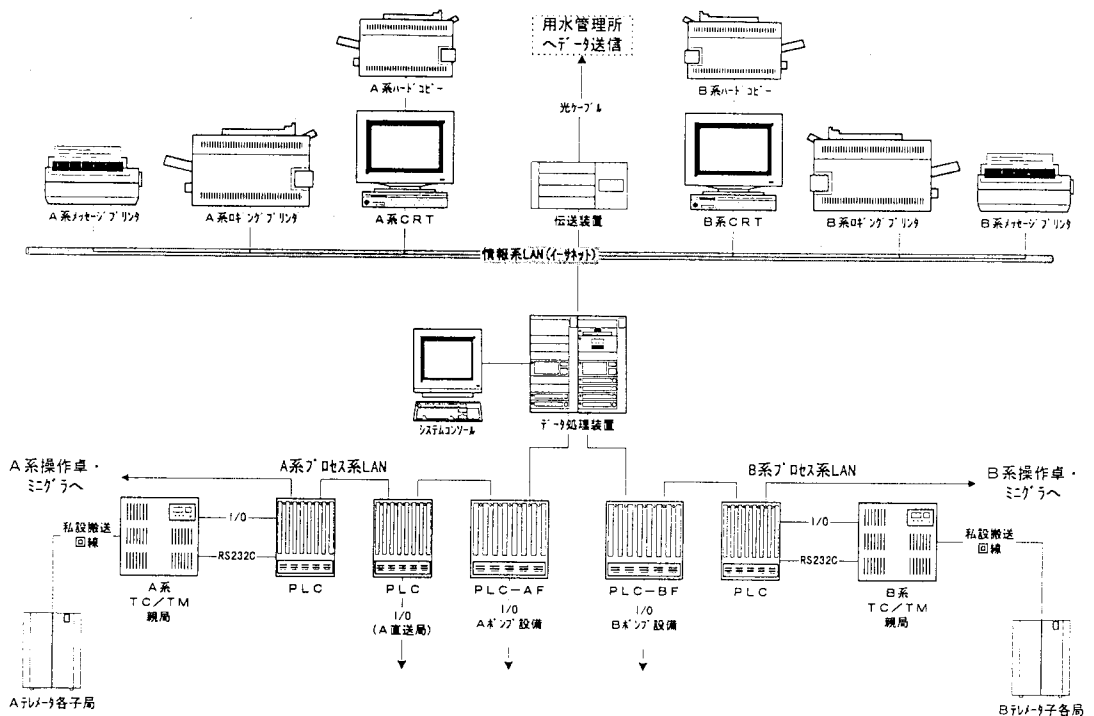 用水管理所
へデータ送信
A系ハードコピー
B系ハードコピー
光ケーブル
A系メッセージプリンタ
A系ロギングプリンタ
A系CRT
伝送装置
B系CRT
B系ロギングプリンタ
B系メッセージプリンタ
情報系LAN(イーサネット)
システムコンソール
データ処理装置
A系操作卓・
ミニグラへ
A系プロセス系LAN
B系プロセス系LAN
B系操作卓・
ミニグラへ
私設搬送
回線
I/O
RS232C
I/O
RS232C
私設搬送
回線
A系
TC/TM
親局
PLC
PLC
PLC-AF
PLC-BF
PLC
B系
TC/TM
親局
I/O
(A直送局)
I/O
Aポンプ設備
I/O
Bポンプ設備
Aテレメータ各子局
Bテレメータ子各局